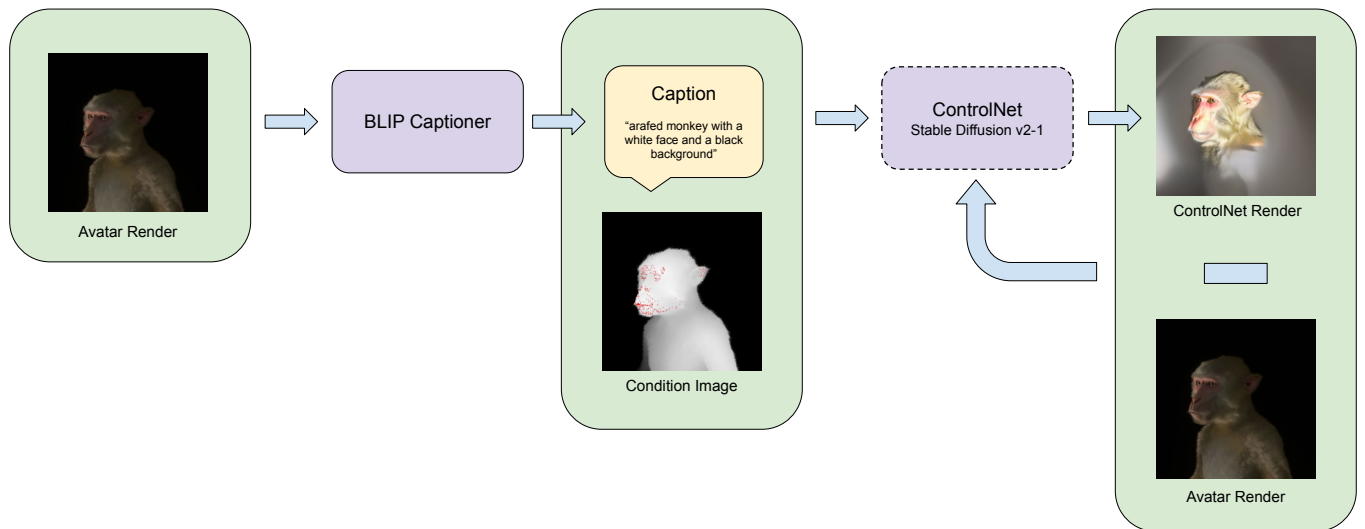 Avatar Render
BLIP Captioner
Caption
“arafed monkey with a
white face and a black
background”
Condition Image
ControlNet
Stable Diffusion v2-1
ControlNet Render
Avatar Render